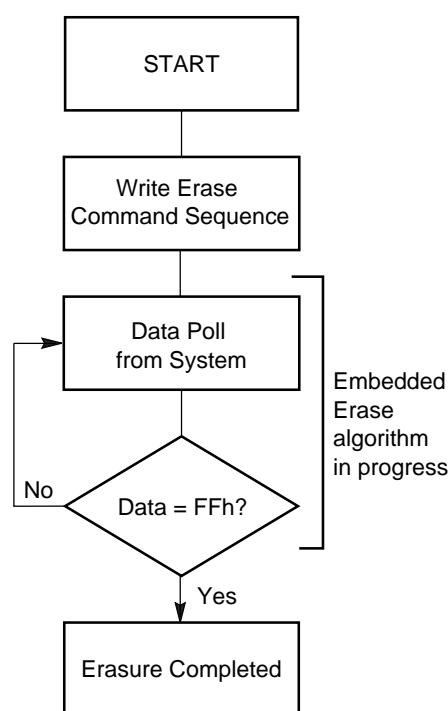 START
Write Erase
Command Sequence
Data Poll
from System
Embedded
Erase
algorithm
in progress
No
Data = FFh?
Yes
Erasure Completed